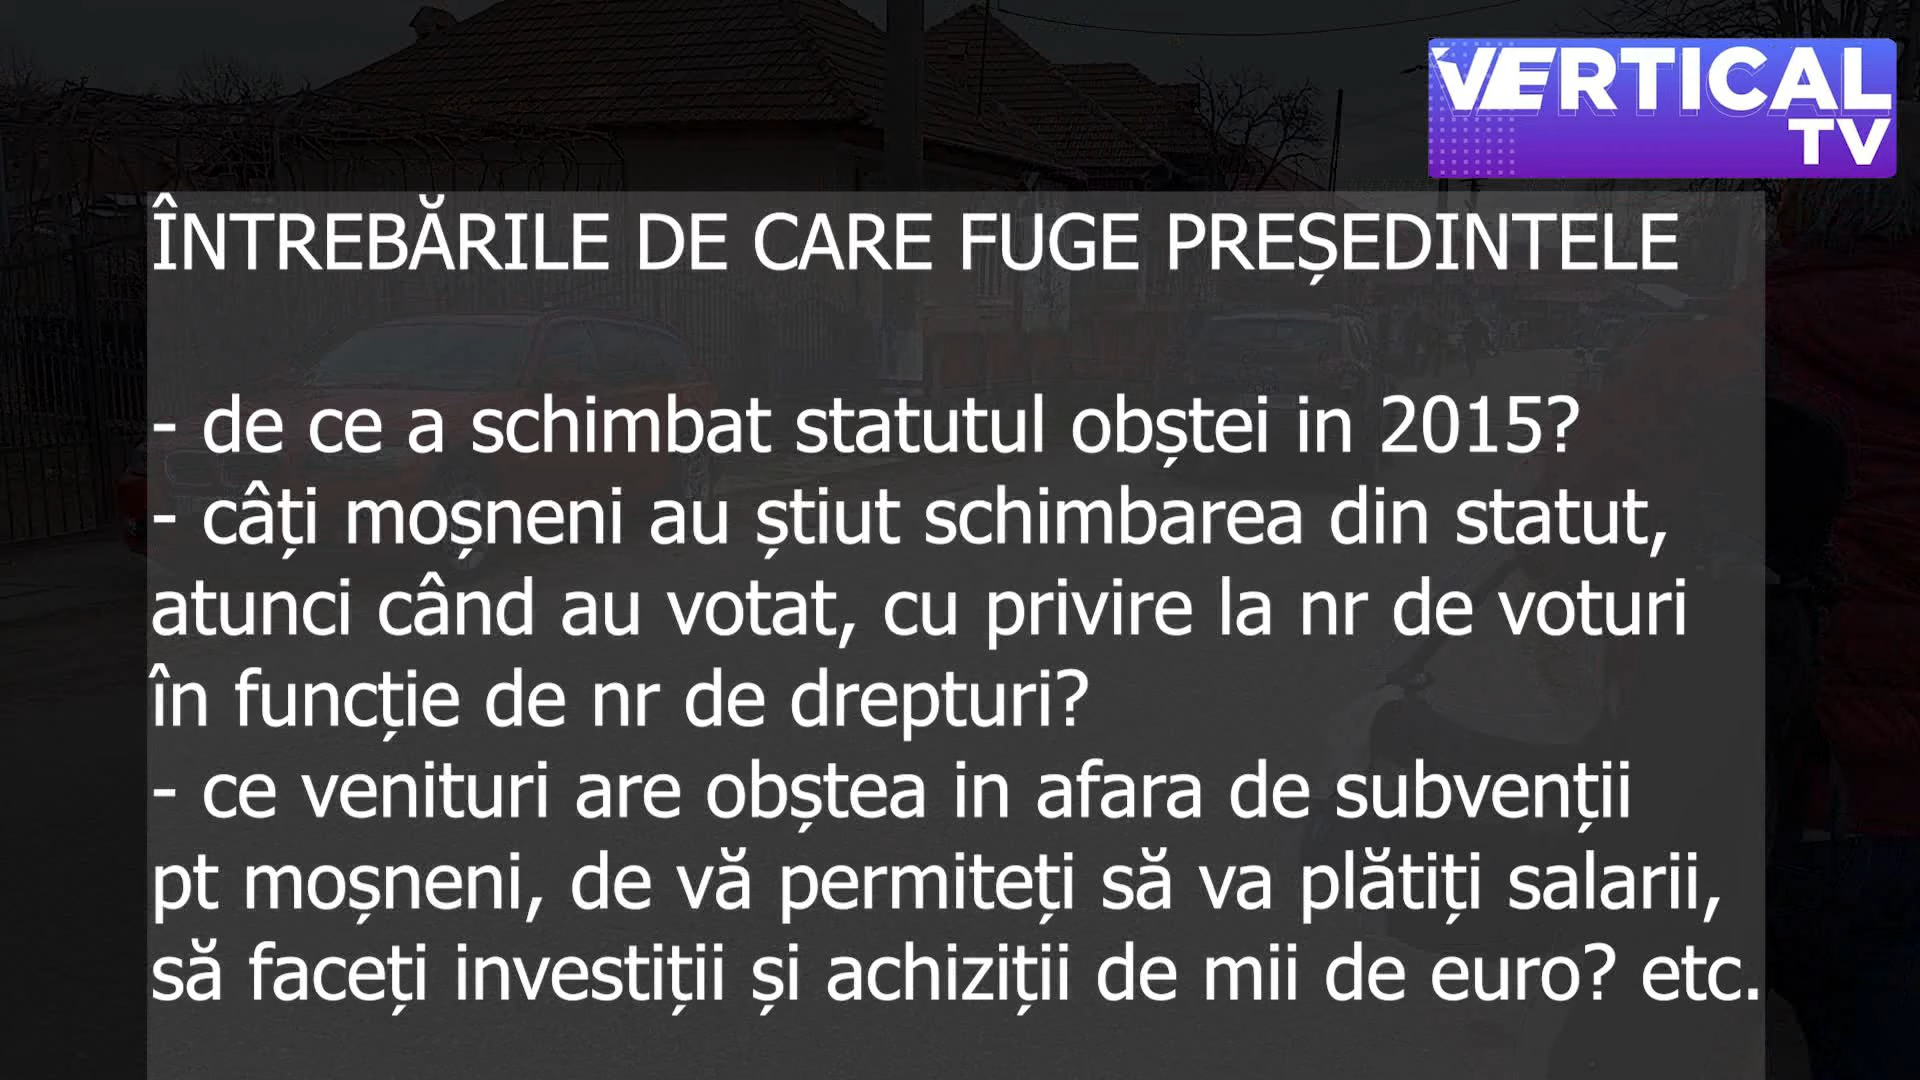 VERTICAL
TV
ÎNTREBĂRILE DE CARE FUGE PREȘEDINTELE
- de ce a schimbat statutul obștei in 2015?
- câți moșneni au știut schimbarea din statut,
atunci când au votat, cu privire la nr de voturi
în funcție de nr de drepturi?
- ce venituri are obștea in afara de subvenții
pt moșneni, de vă permiteți să va plătiți salarii,
să faceți investiții și achiziții de mii de euro? etc.